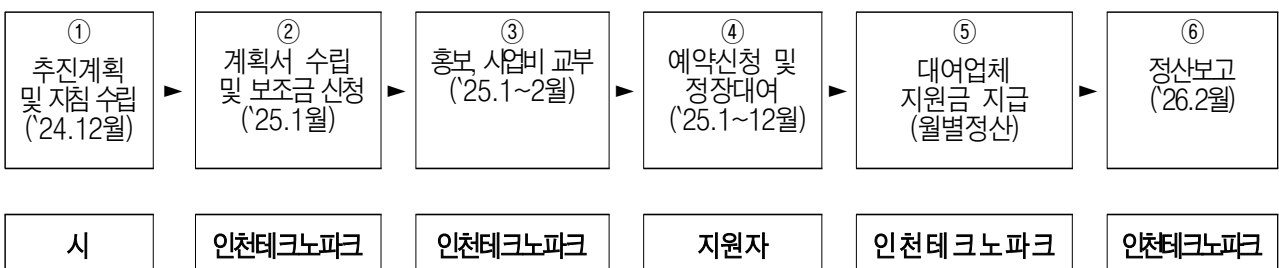 ①
추진계획
및 지침 수립
(`24.12월)
►
②
계획서 수립
및 보조금 신청
(`25.1월)
►
③
홍보, 사업비 교부
(`25.1~2월)
►
④
예약신청 및
정장대여
(`25.1~12월)
►
⑤
대여업체
지원금 지급
(월별정산)
►
⑥
정산보고
(`26.2월)
시
인천테크노파크
인천테크노파크
지원자
인천테크노파크
인천테크노파크